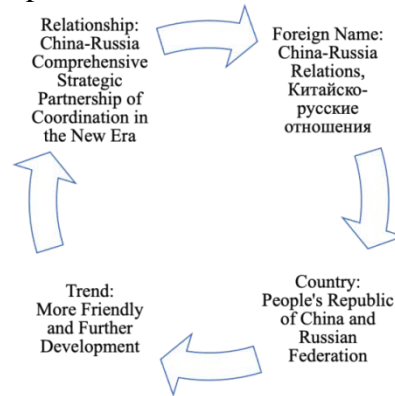 Relationship:
China-Russia
Comprehensive
Strategic
Partnership of
Coordination in
the New Era
Foreign Name:
China-Russia
Relations,
Китайско-
русские
отношения
Country:
People's Republic
of China and
Russian
Federation
Trend:
More Friendly
and Further
Development